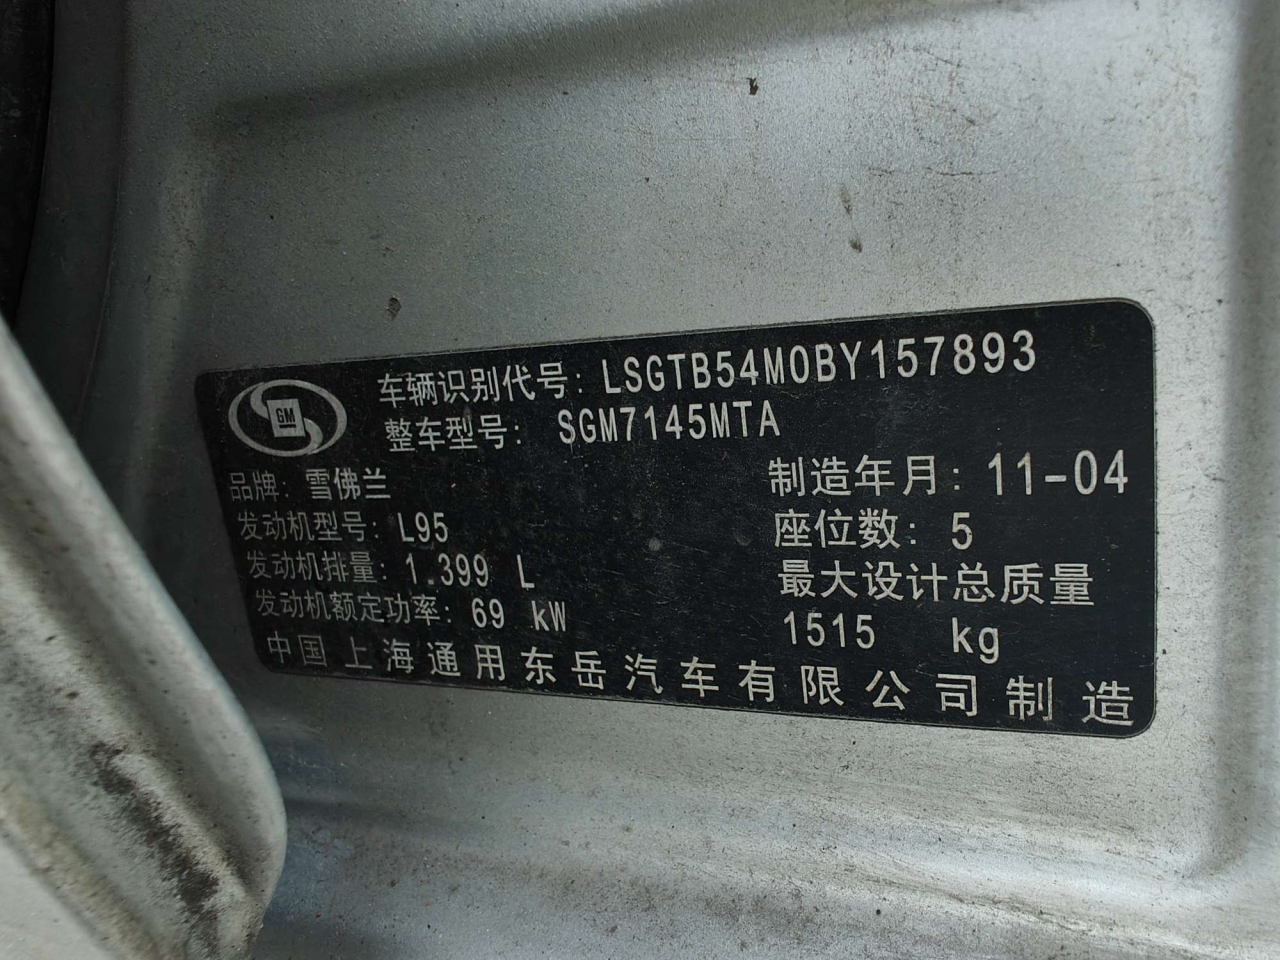 GM
车辆识别代号: LSGTB54M0BY157893
整车型号: SGM7145MTA
品牌: 雪佛兰
制造年月: 11-04
发动机型号: L95
座位数: 5
发动机排量: 1.399 L
最大设计总质量
发动机额定功率: 69 kW
1515 kg
中国上海通用东岳汽车有限公司制造